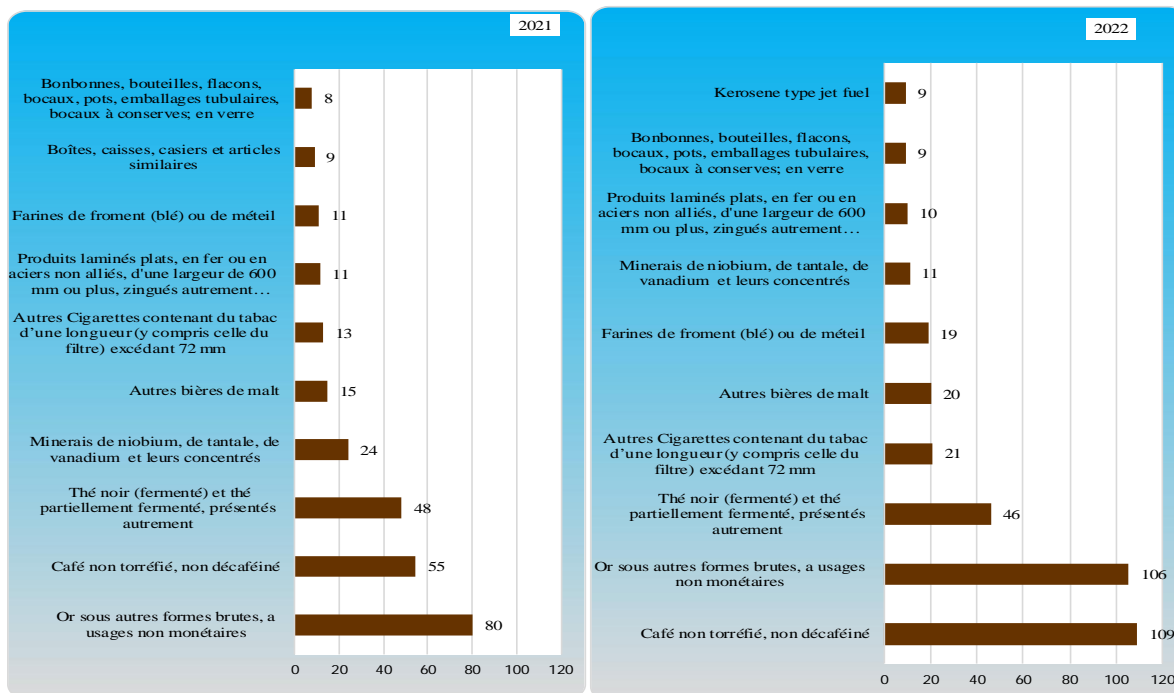 2021
Bonbonnes, bouteilles, flacons,
bocaux, pots, emballages tubulaires,
bocaux à conserves; en verre
8
Boîtes, caisses, casiers et articles
similaires
9
Farines de froment (blé) ou de méteil
11
Produits laminés plats, en fer ou en
aciers non alliés, d'une largeur de 600
mm ou plus, zingués autrement…
11
Autres Cigarettes contenant du tabac
d’une longueur (y compris celle du
filtre) excédant 72 mm
13
Autres bières de malt
15
Minerais de niobium, de tantale, de
vanadium et leurs concentrés
24
Thé noir (fermenté) et thé
partiellement fermenté, présentés
autrement
48
Café non torréfié, non décaféiné
55
Or sous autres formes brutes, a
usages non monétaires
80
0 20 40 60 80 100 120
2022
Kerosene type jet fuel
9
Bonbonnes, bouteilles, flacons,
bocaux, pots, emballages tubulaires,
bocaux à conserves; en verre
9
Produits laminés plats, en fer ou en
aciers non alliés, d'une largeur de 600
mm ou plus, zingués autrement…
10
Minerais de niobium, de tantale, de
vanadium et leurs concentrés
11
Farines de froment (blé) ou de méteil
19
Autres bières de malt
20
Autres Cigarettes contenant du tabac
d’une longueur (y compris celle du
filtre) excédant 72 mm
21
Thé noir (fermenté) et thé
partiellement fermenté, présentés
autrement
46
Or sous autres formes brutes, a usages
non monétaires
106
Café non torréfié, non décaféiné
109
0 20 40 60 80 100 120